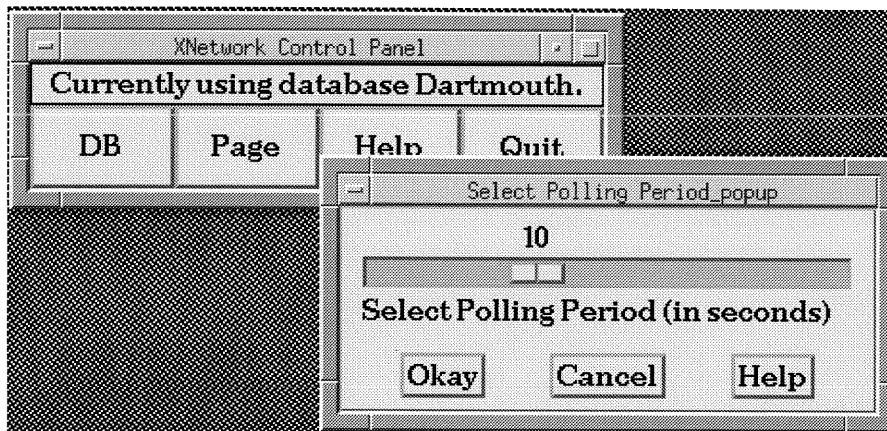 XNetwork Control Panel
Currently using database Dartmouth.
DB Page Help Quit
Select Polling Period_popup
10
Select Polling Period (in seconds)
Okay Cancel Help